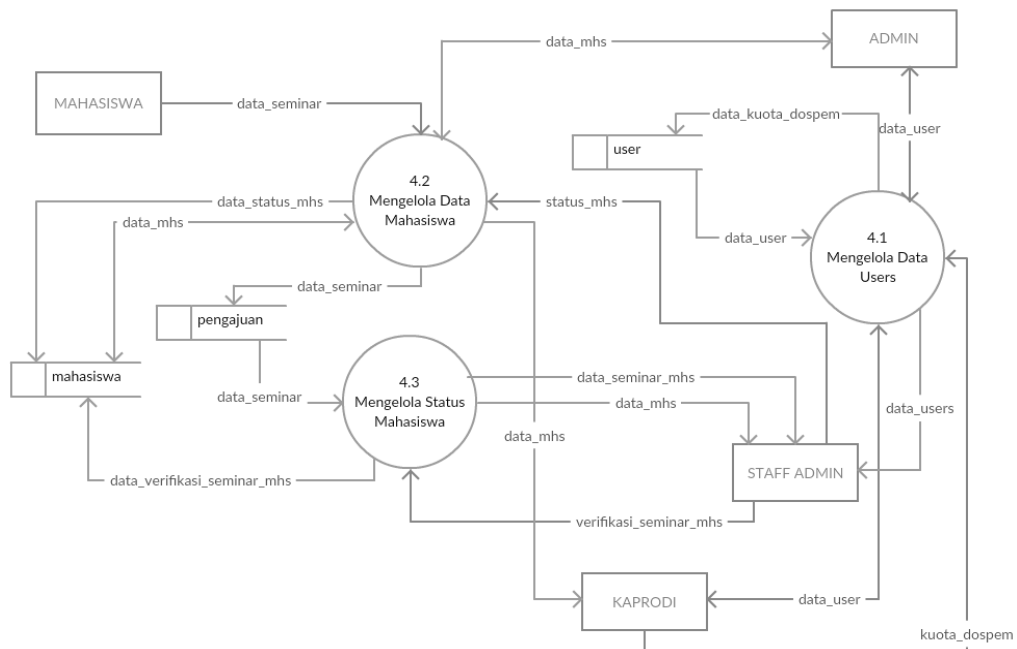 ADMIN
data_mhs
MAHASISWA
data_seminar
data_kuota_dospem
data_user
user
4.2
Mengelola Data
Mahasiswa
data_status_mhs
status_mhs
data_mhs
data_user
4.1
Mengelola Data
Users
data_seminar
pengajuan
mahasiswa
4.3
Mengelola Status
Mahasiswa
data_seminar_mhs
data_seminar
data_mhs
data_users
data_mhs
STAFF ADMIN
data_verifikasi_seminar_mhs
verifikasi_seminar_mhs
KAPRODI
data_user
kuota_dospem